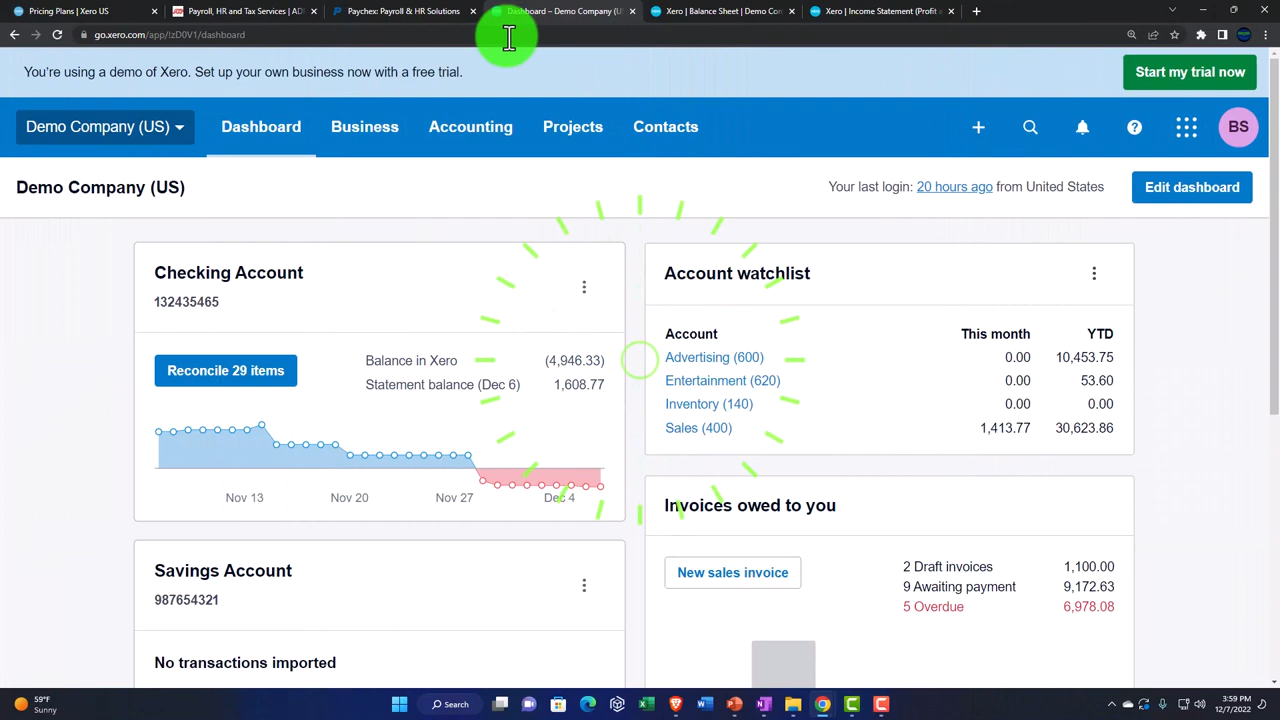 Pricing Plans | Xero US
Payroll, HR and Tax Services | AD
Paychex Payroll & HR Solutions
Dashboard – Demo Company (U
Xero | Balance Sheet | Demo Con
Xero | Income Statement (Profit a
go.xero.com/app/!zD0V1/dashboard
You're using a demo of Xero. Set up your own business now with a free trial.
Start my trial now
Demo Company (US)
Dashboard
Business
Accounting
Projects
Contacts
BS
Demo Company (US)
Your last login: 20 hours ago from United States
Edit dashboard
Checking Account
132435465
Reconcile 29 items
Balance in Xero (4,946.33)
Statement balance (Dec 6) 1,608.77
Nov 13 Nov 20 Nov 27 Dec 4
Savings Account
987654321
No transactions imported
Account watchlist
Account This month YTD
Advertising (600) 0.00 10,453.75
Entertainment (620) 0.00 53.60
Inventory (140) 0.00 0.00
Sales (400) 1,413.77 30,623.86
Invoices owed to you
New sales invoice
2 Draft invoices 1,100.00
9 Awaiting payment 9,172.63
5 Overdue 6,978.08
59°F
Sunny
Search
3:59 PM
12/7/2022